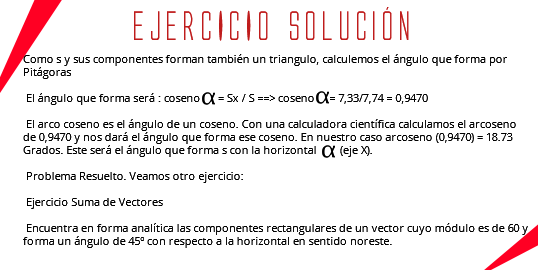 EJERCICIO SOLUCIÓN
Como s y sus componentes forman también un triangulo, calculemos el ángulo que forma por
Pitágoras
El ángulo que forma será : coseno α = Sx / S ==> coseno α = 7,33/7,74 = 0,9470
El arco coseno es el ángulo de un coseno. Con una calculadora científica calculamos el arcoseno
de 0,9470 y nos dará el ángulo que forma ese coseno. En nuestro caso arcoseno (0,9470) = 18.73
Grados. Este será el ángulo que forma s con la horizontal α (eje X).
Problema Resuelto. Veamos otro ejercicio:
Ejercicio Suma de Vectores
Encuentra en forma analítica las componentes rectangulares de un vector cuyo módulo es de 60 y
forma un ángulo de 45º con respecto a la horizontal en sentido noreste.